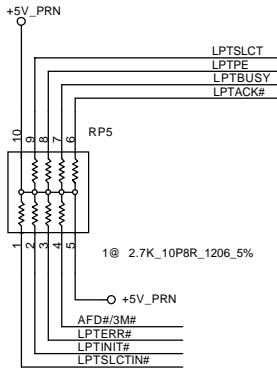 +5V_PRN
LPTSLCT
LPTPE
LPTBUSY
LPTACK#
10
9
8
7
6
RP5
1
2
3
4
5
1@ 2.7K_10P8R_1206_5%
+5V_PRN
AFD#/3M#
LPTERR#
LPTINIT#
LPTSLCTIN#